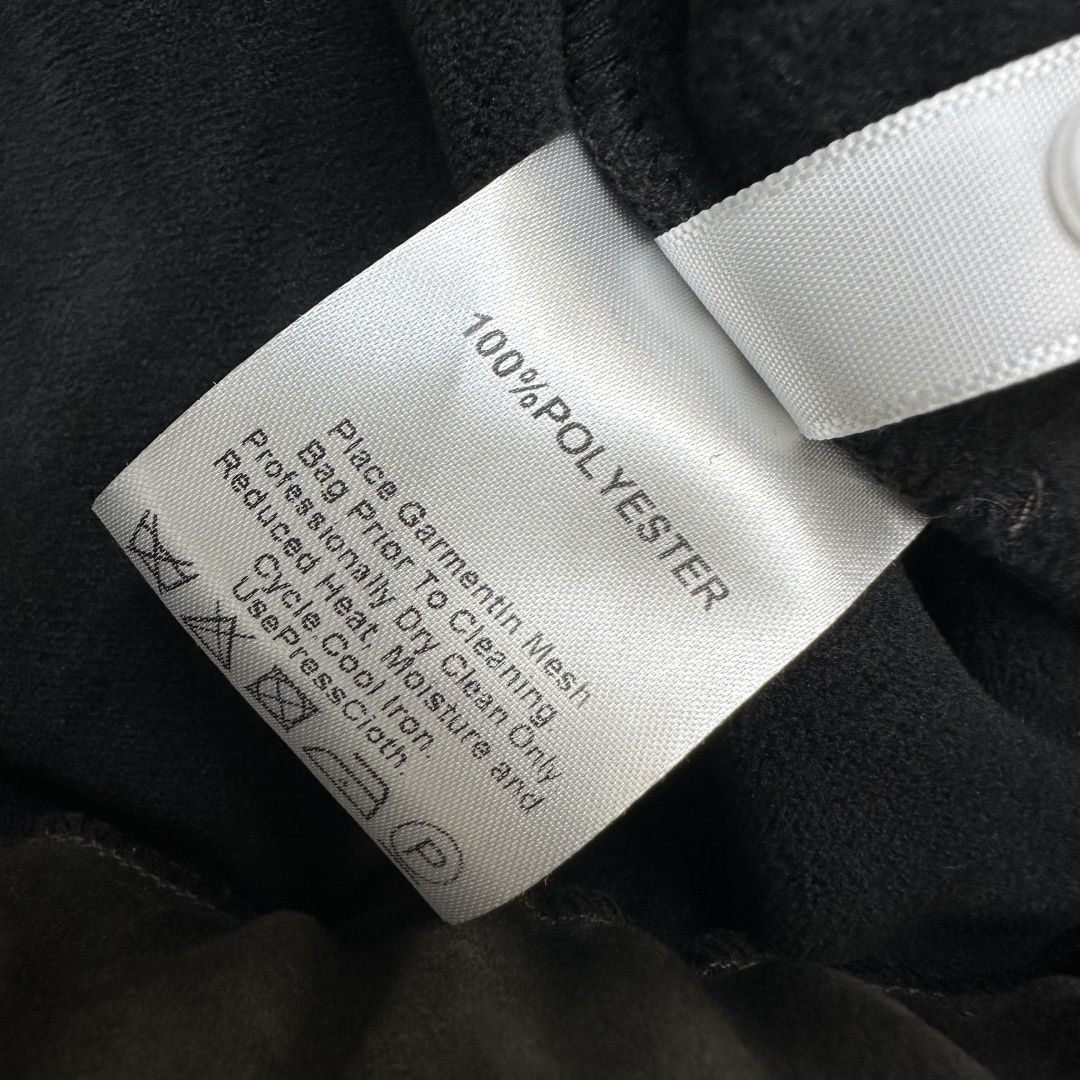 100%POLYESTER
Place GarmentIn Mesh
Bag Prior To Cleaning.
Professionally Dry Clean Only
Reduced Heat, Moisture and
Cycle.Cool Iron.
UsePressCloth.
P